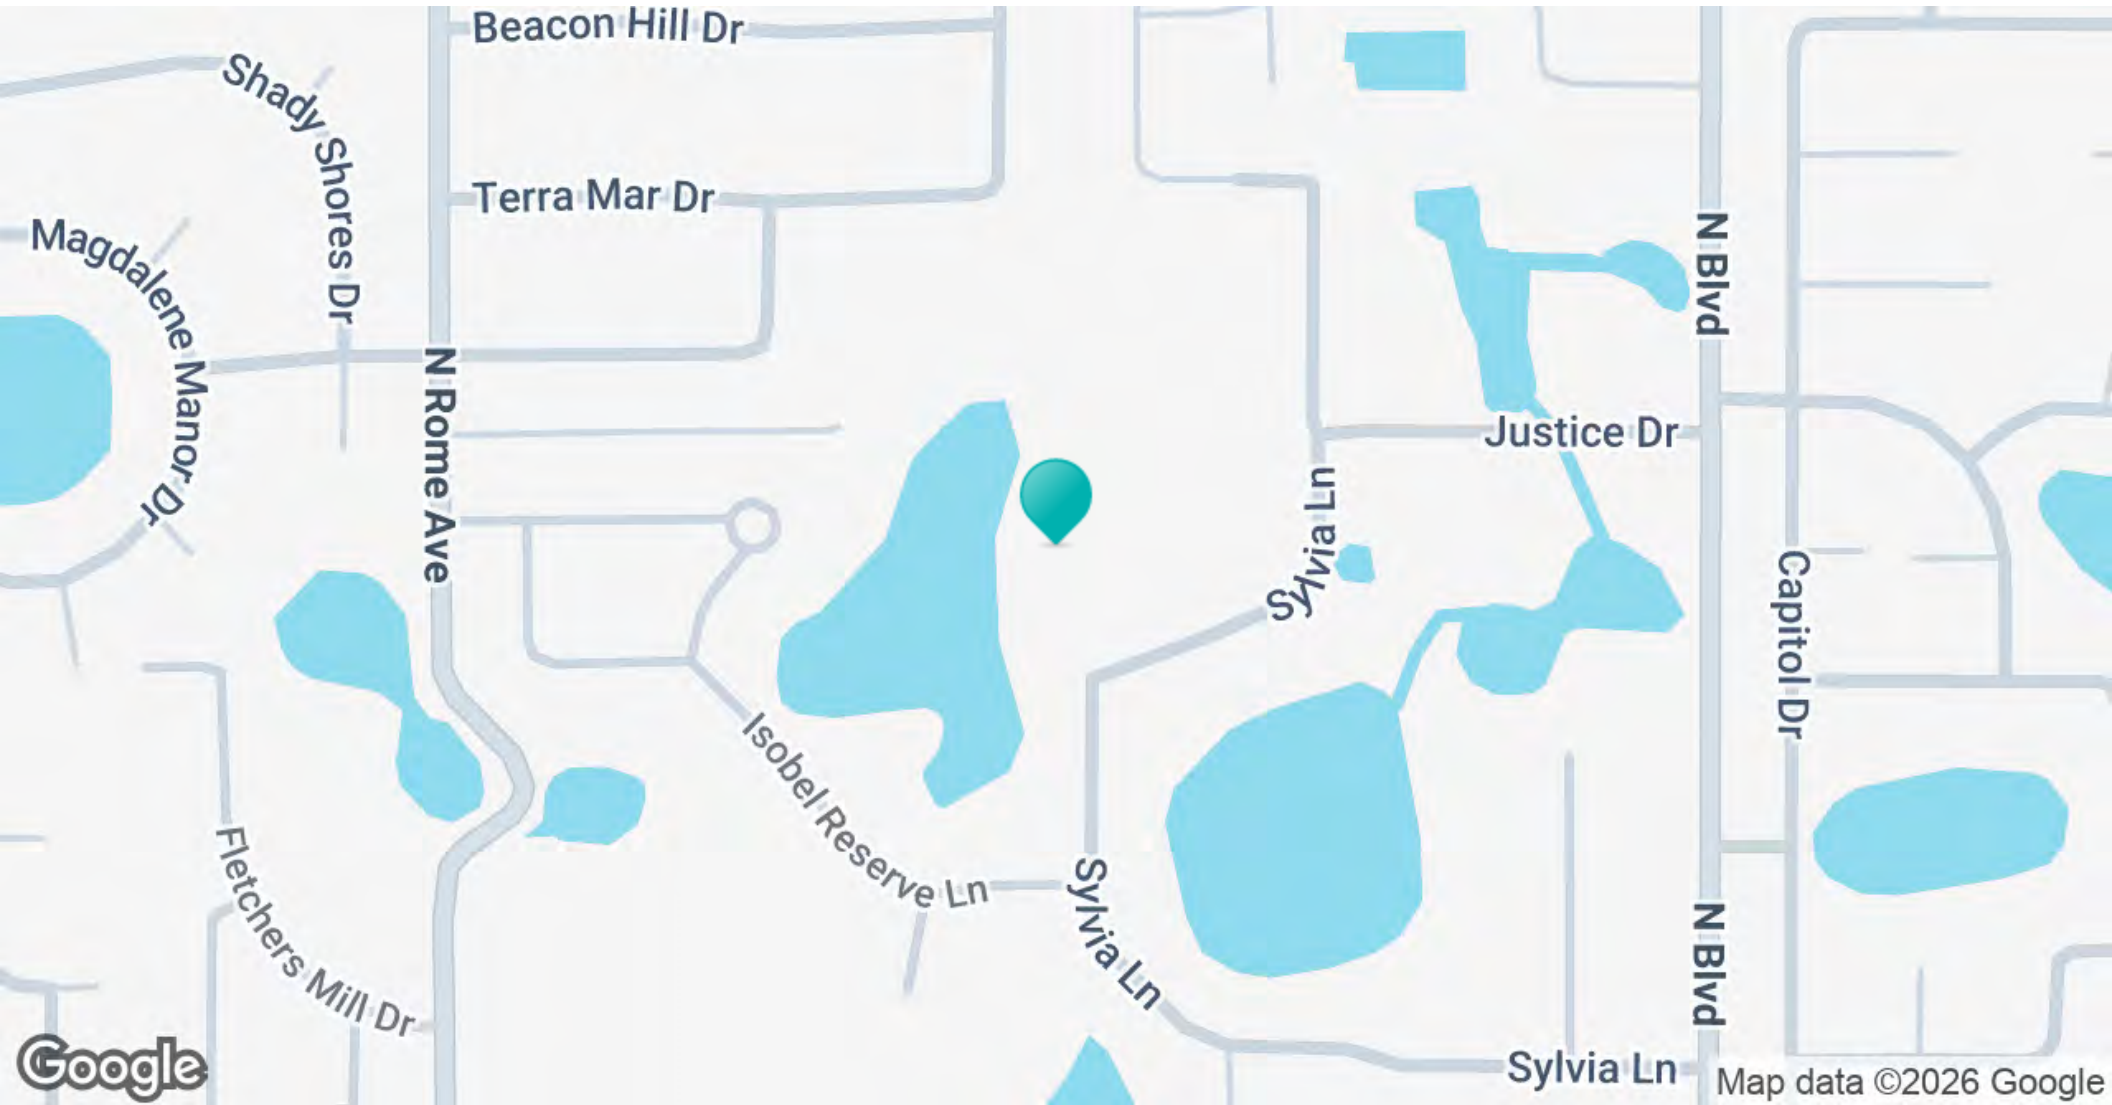 Beacon Hill Dr
Shady Shores Dr
Terra Mar Dr
Magdalene Manor Dr
N Blvd
N Rome Ave
Justice Dr
Sylvia Ln
Capitol Dr
Isobel Reserve Ln
Fletchers Mill Dr
Sylvia Ln
N Blvd
Sylvia Ln
Google
Map data ©2026 Google